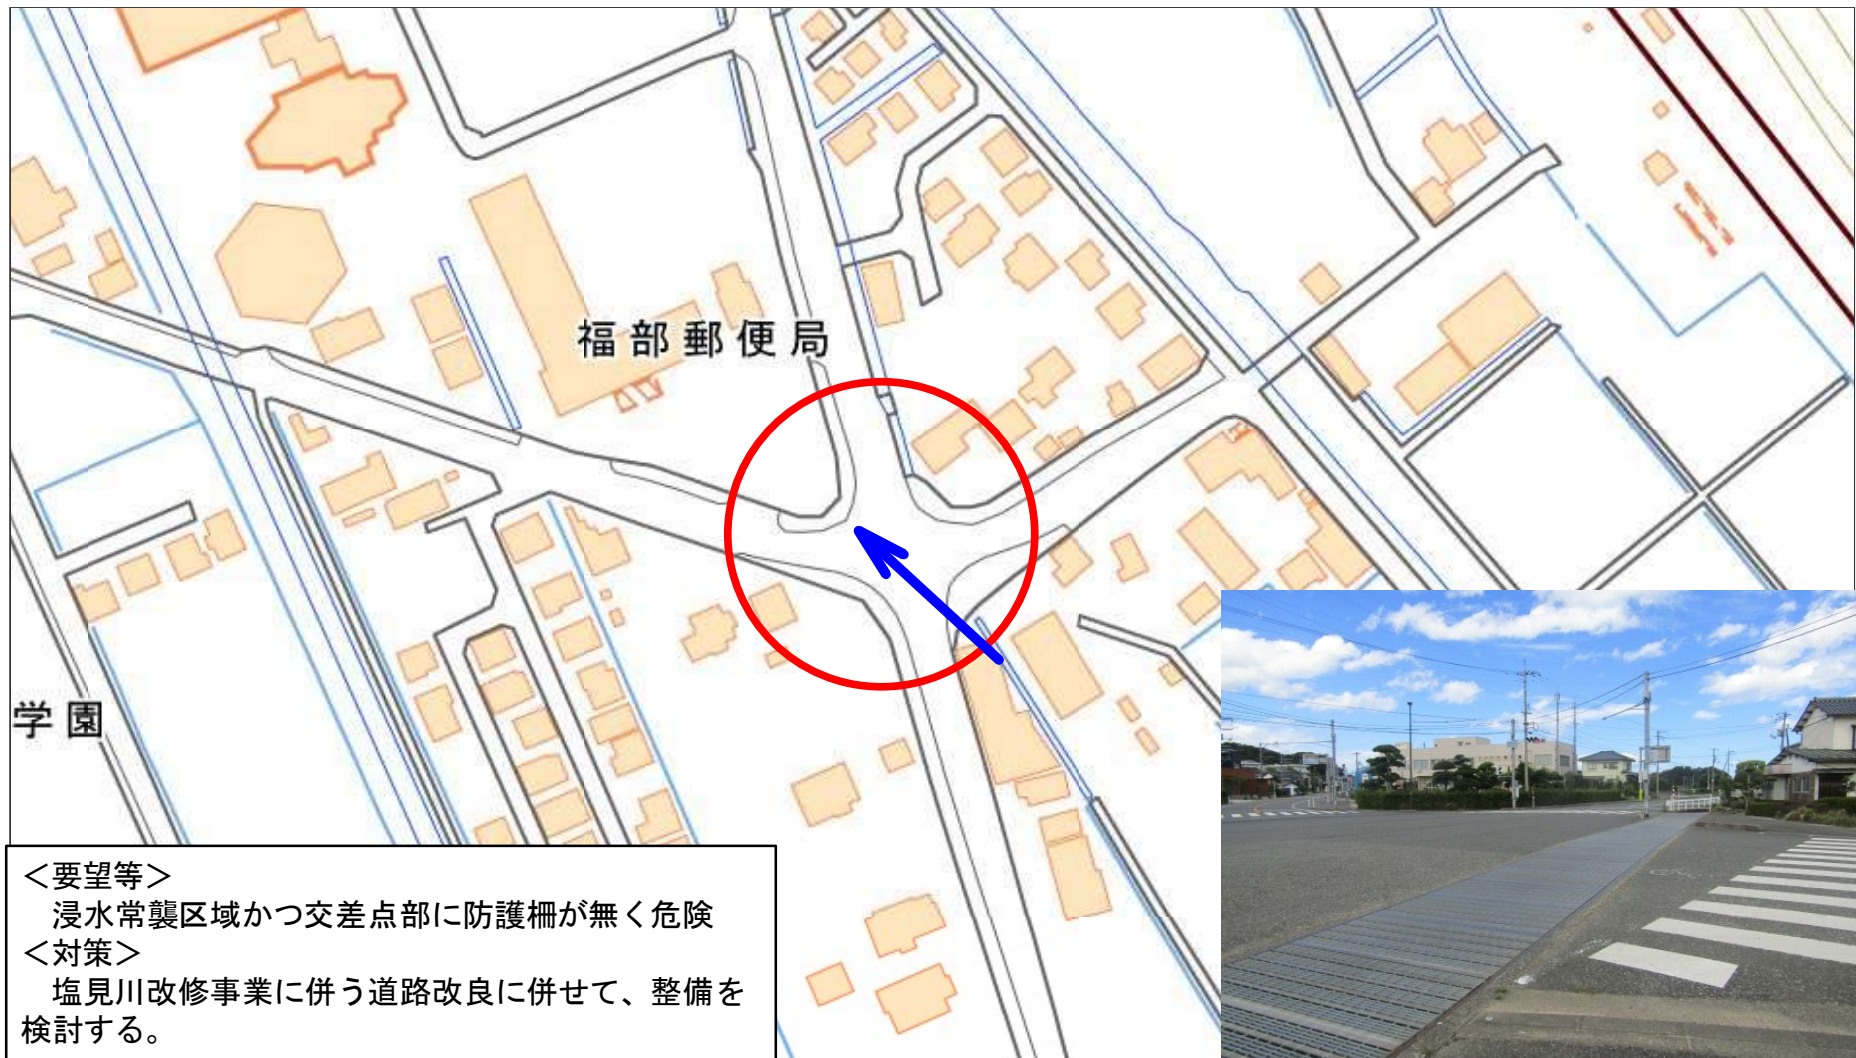 福部郵便局
学園
＜要望等＞
浸水常襲区域かつ交差点部に防護柵が無く危険
＜対策＞
塩見川改修事業に併う道路改良に併せて、整備を
検討する。